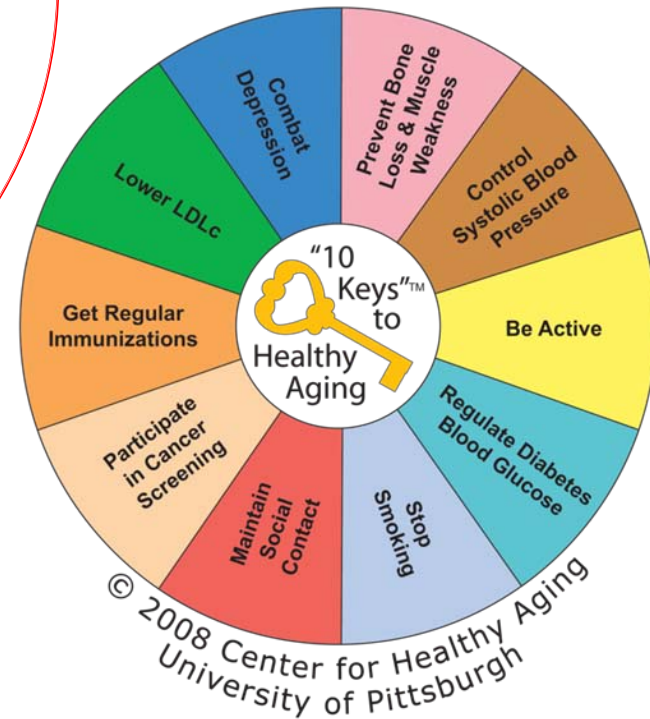 “10
Keys”™
to
Healthy
Aging
Prevent Bone
Loss & Muscle
Weakness
Control
Systolic Blood
Pressure
Be Active
Regulate Diabetes
Blood Glucose
Stop
Smoking
Maintain
Social
Contact
Participate
in Cancer
Screening
Get Regular
Immunizations
Lower LDLc
Combat
Depression
© 2008 Center for Healthy Aging
University of Pittsburgh